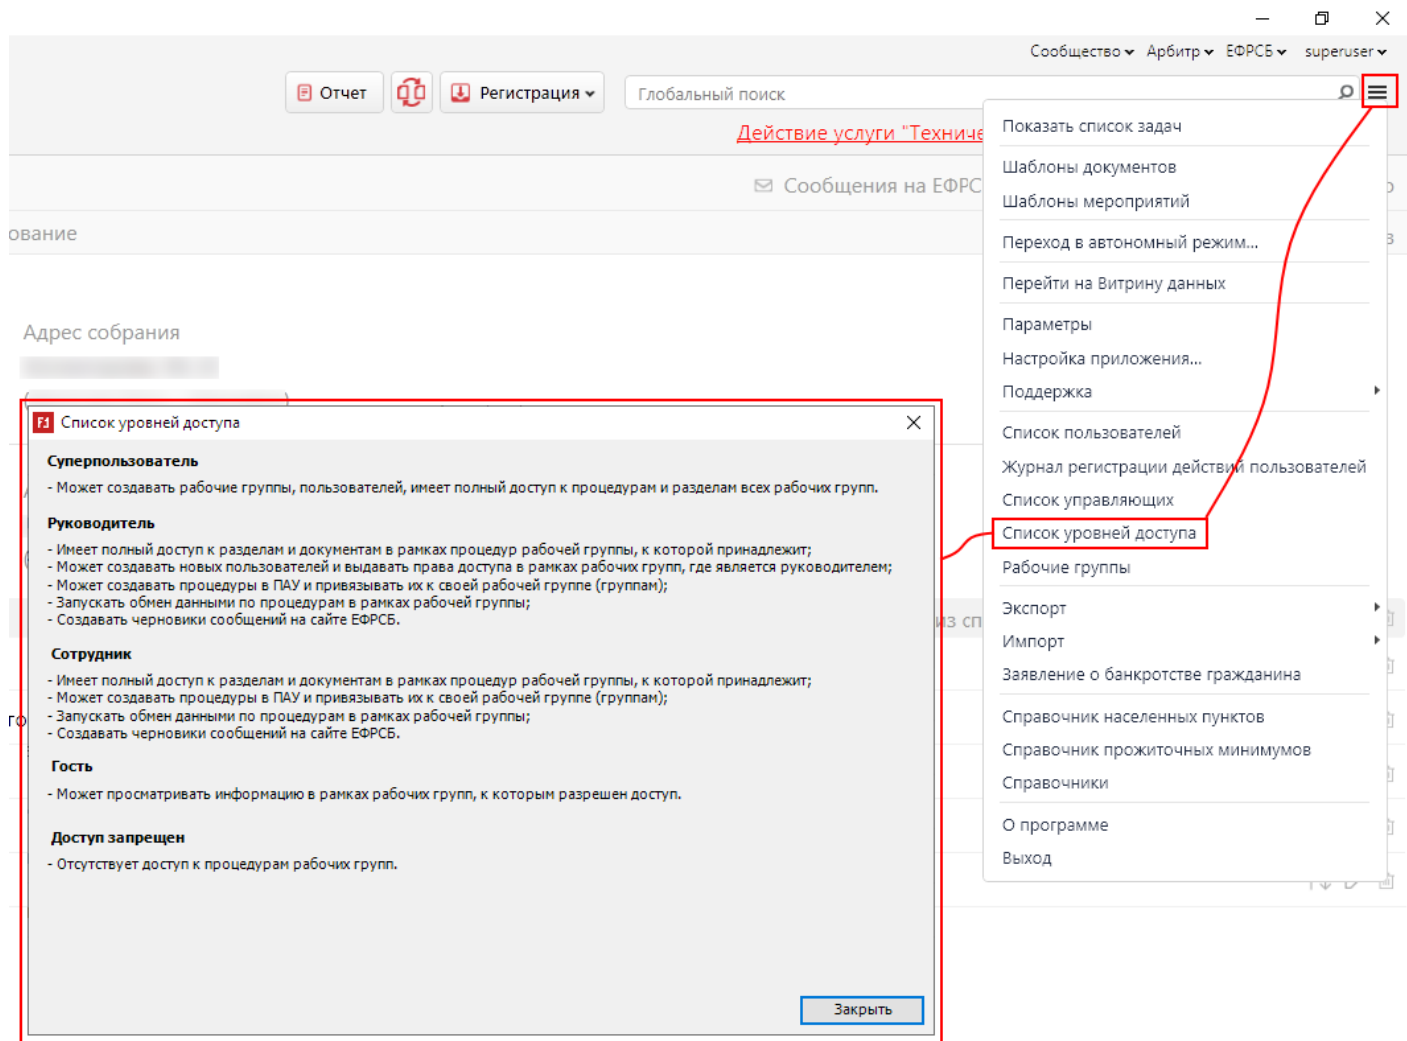 Сообщество Арбитр ЕФРСБ superuser
Отчет Регистрация Глобальный поиск
Действие услуги "Техниче
Сообщения на ЕФРС
ование
Адрес собрания
Показать список задач
Шаблоны документов
Шаблоны мероприятий
Переход в автономный режим...
Перейти на Витрину данных
Параметры
Настройка приложения...
Поддержка
Список пользователей
Журнал регистрации действий пользователей
Список управляющих
Список уровней доступа
Рабочие группы
Экспорт
Импорт
Заявление о банкротстве гражданина
Справочник населенных пунктов
Справочник прожиточных минимумов
Справочники
О программе
Выход
Список уровней доступа
Суперпользователь
- Может создавать рабочие группы, пользователей, имеет полный доступ к процедурам и разделам всех рабочих групп.
Руководитель
- Имеет полный доступ к разделам и документам в рамках процедур рабочей группы, к которой принадлежит;
- Может создавать новых пользователей и выдавать права доступа в рамках рабочих групп, где является руководителем;
- Может создавать процедуры в ПАУ и привязывать их к своей рабочей группе (группам);
- Запускать обмен данными по процедурам в рамках рабочей группы;
- Создавать черновики сообщений на сайте ЕФРСБ.
Сотрудник
- Имеет полный доступ к разделам и документам в рамках процедур рабочей группы, к которой принадлежит;
- Может создавать процедуры в ПАУ и привязывать их к своей рабочей группе (группам);
- Запускать обмен данными по процедурам в рамках рабочей группы;
- Создавать черновики сообщений на сайте ЕФРСБ.
Гость
- Может просматривать информацию в рамках рабочих групп, к которым разрешен доступ.
Доступ запрещен
- Отсутствует доступ к процедурам рабочих групп.
Закрыть
из сп